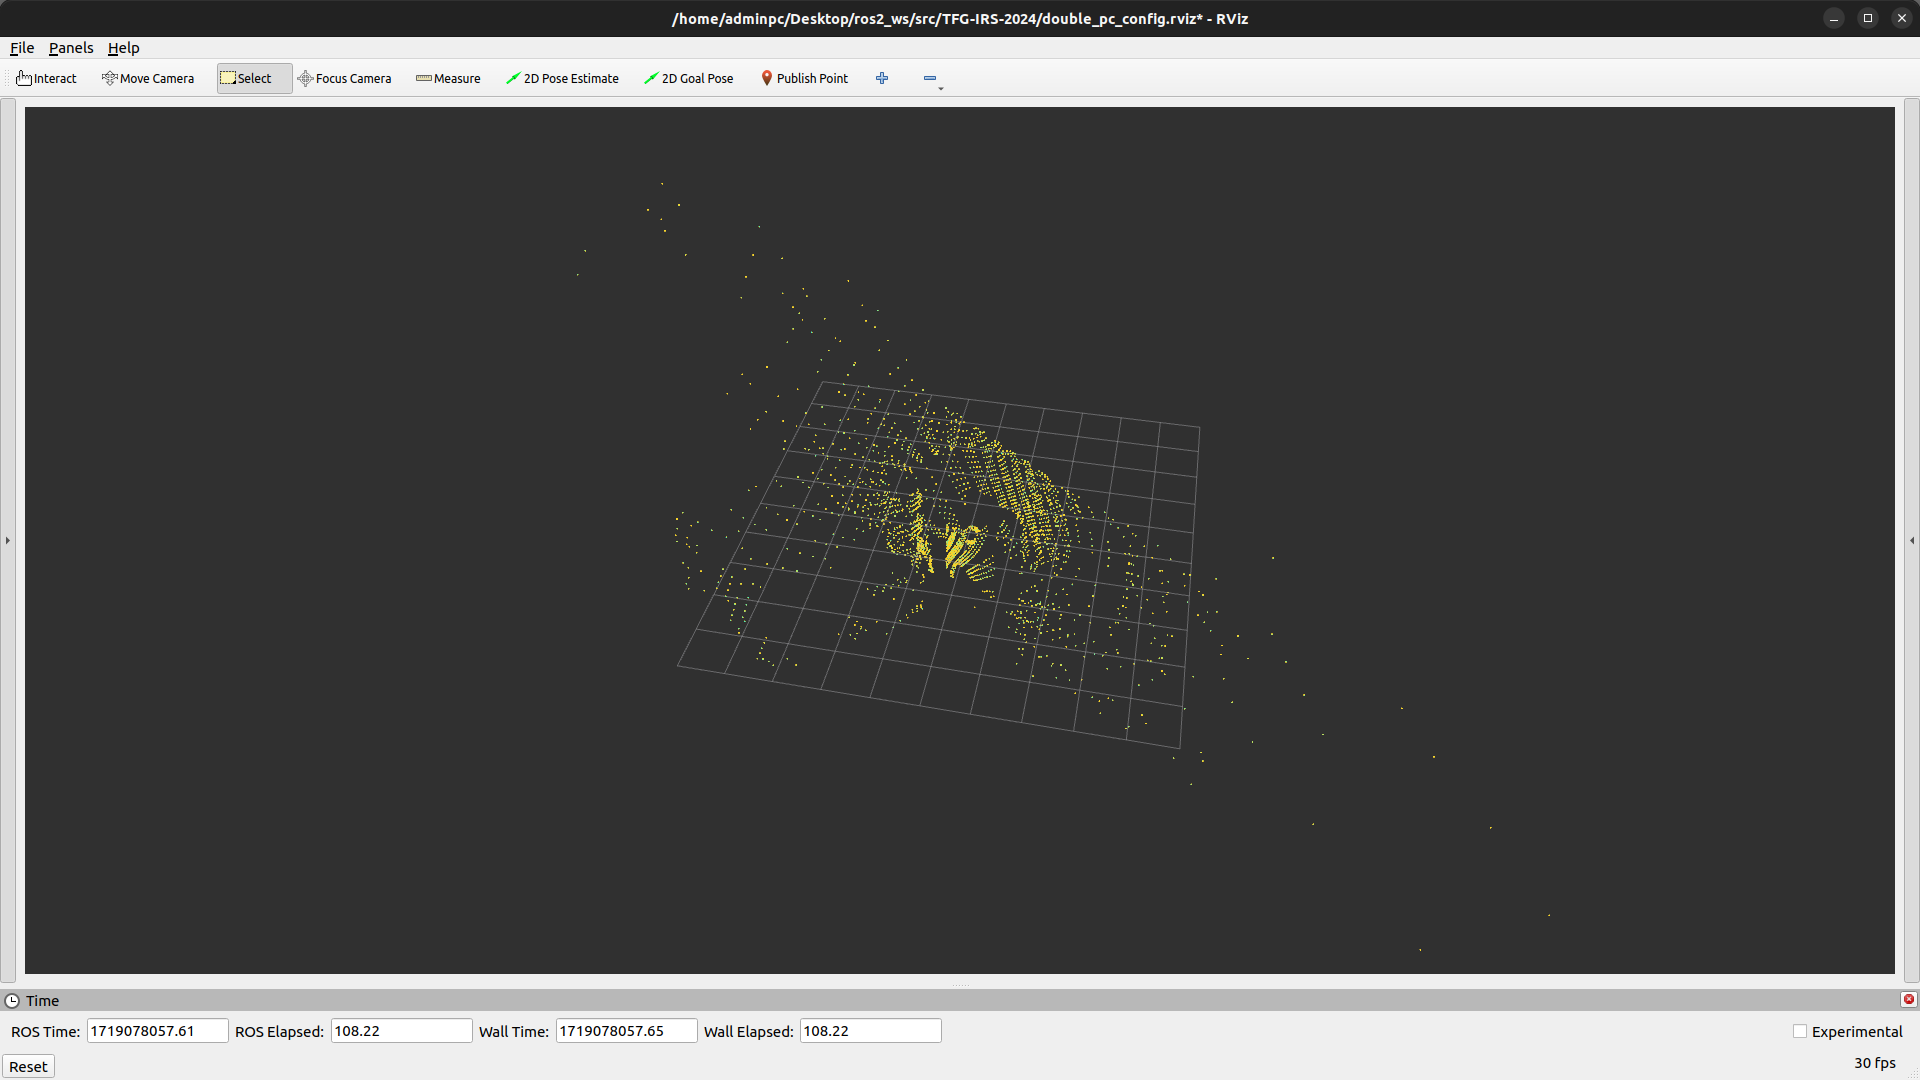 /home/adminpc/Desktop/ros2_ws/src/TFG-IRS-2024/double_pc_config.rviz* - RViz
File Panels Help
Interact Move Camera Select Focus Camera Measure 2D Pose Estimate 2D Goal Pose Publish Point
Time
ROS Time: 1719078057.61 ROS Elapsed: 108.22 Wall Time: 1719078057.65 Wall Elapsed: 108.22 Experimental
Reset 30 fps